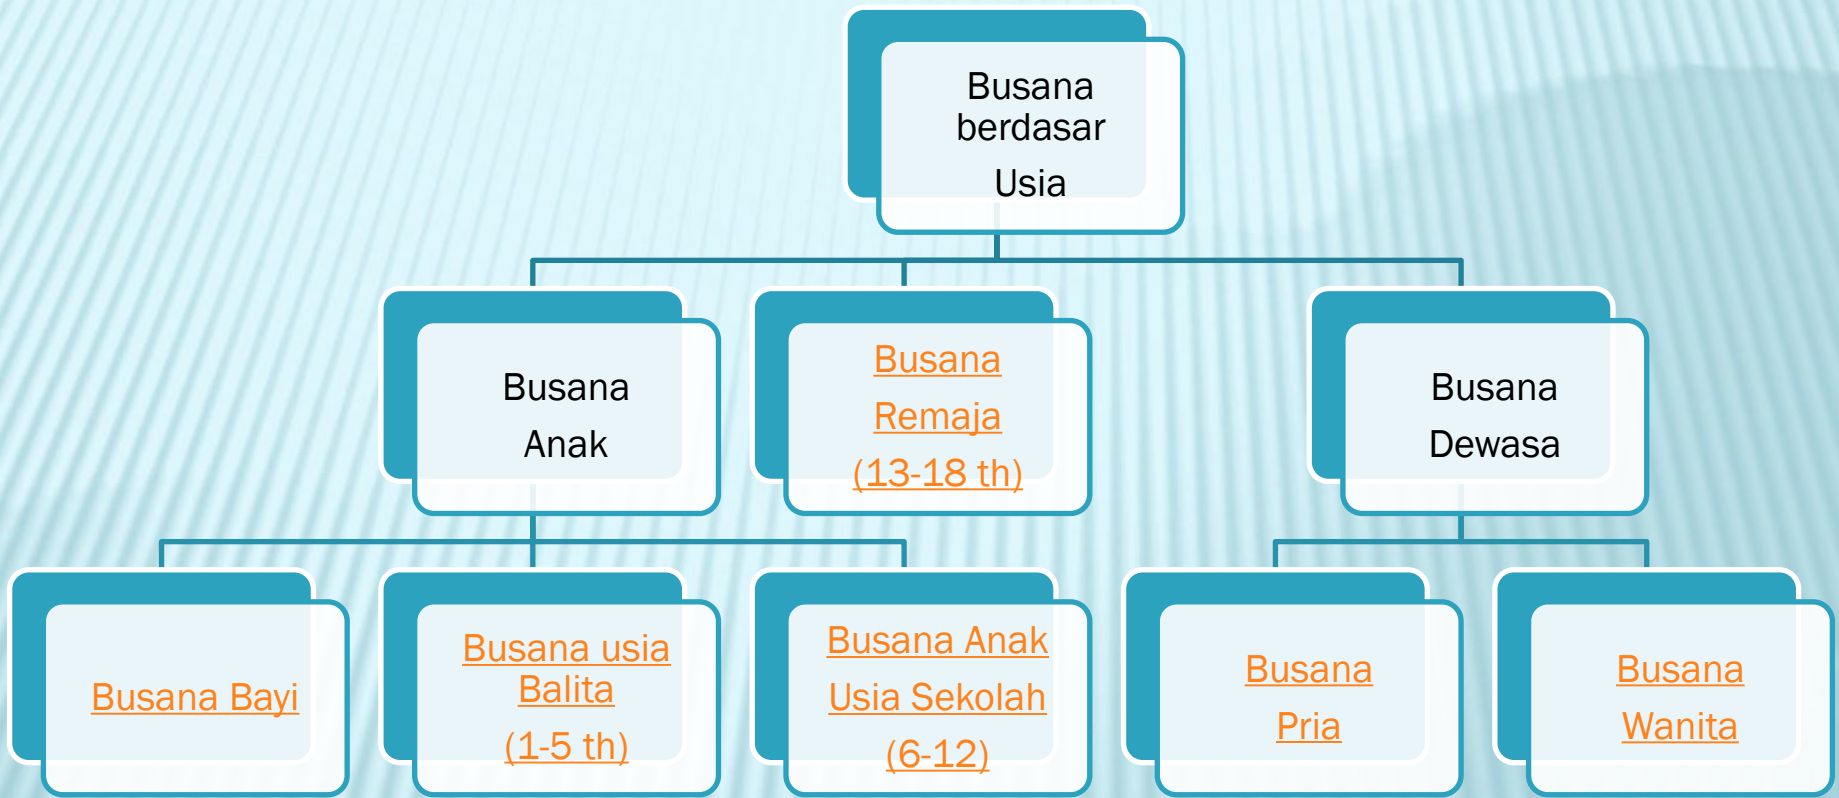 Busana
berdasar
Usia
Busana
Anak
Busana
Remaja
(13-18 th)
Busana
Dewasa
Busana Bayi
Busana usia
Balita
(1-5 th)
Busana Anak
Usia Sekolah
(6-12)
Busana
Pria
Busana
Wanita